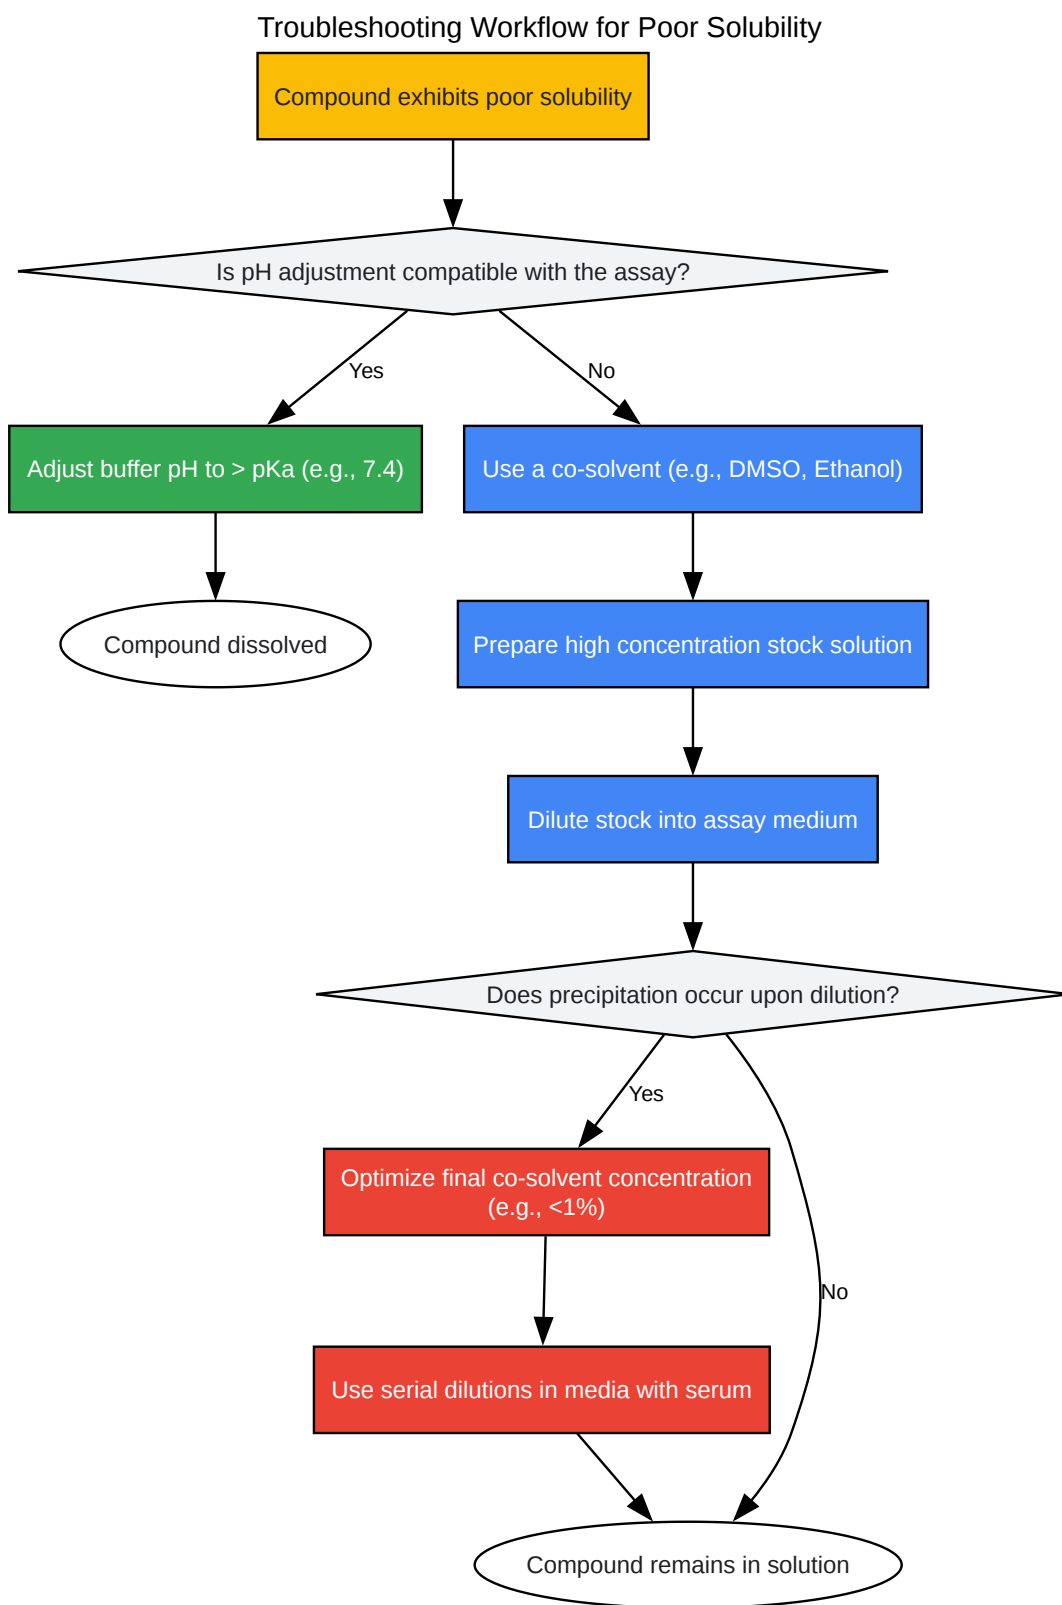 Troubleshooting Workflow for Poor Solubility
Compound exhibits poor solubility
Is pH adjustment compatible with the assay?
Yes
No
Adjust buffer pH to > pKa (e.g., 7.4)
Use a co-solvent (e.g., DMSO, Ethanol)
Compound dissolved
Prepare high concentration stock solution
Dilute stock into assay medium
Does precipitation occur upon dilution?
Yes
Optimize final co-solvent concentration
(e.g., <1%)
No
Use serial dilutions in media with serum
Compound remains in solution